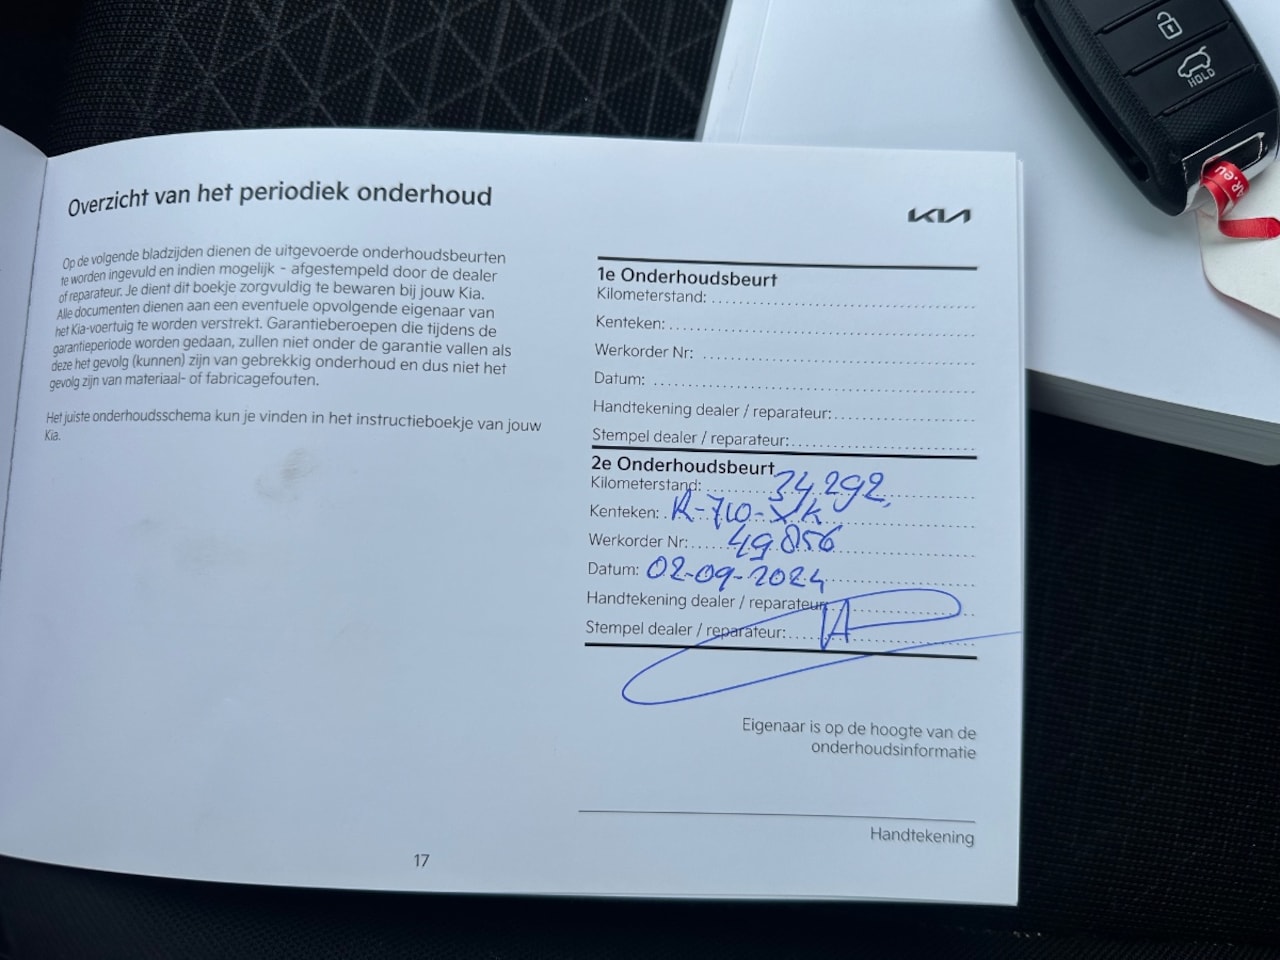 HOLD
AR.eu
Overzicht van het periodiek onderhoud
KIA
Op de volgende bladzijden dienen de uitgevoerde onderhoudsbeurten
te worden ingevuld en indien mogelijk - afgestempeld door de dealer
of reparateur. Je dient dit boekje zorgvuldig te bewaren bij jouw Kia.
Alle documenten dienen aan een eventuele opvolgende eigenaar van
het Kia-voertuig te worden verstrekt. Garantieberoepen die tijdens de
garantieperiode worden gedaan, zullen niet onder de garantie vallen als
deze het gevolg (kunnen) zijn van gebrekkig onderhoud en dus niet het
gevolg zijn van materiaal- of fabricagefouten.
Het juiste onderhoudsschema kun je vinden in het instructieboekje van jouw
Kia.
1e Onderhoudsbeurt
Kilometerstand:
Kenteken:
Werkorder Nr:
Datum:
Handtekening dealer / reparateur:
Stempel dealer / reparateur:
2e Onderhoudsbeurt
Kilometerstand: 34.292
Kenteken: R-710-XK
Werkorder Nr: 49856
Datum: 02-09-2024
Handtekening dealer / reparateur:
Stempel dealer / reparateur:
Eigenaar is op de hoogte van de
onderhoudsinformatie
Handtekening
17